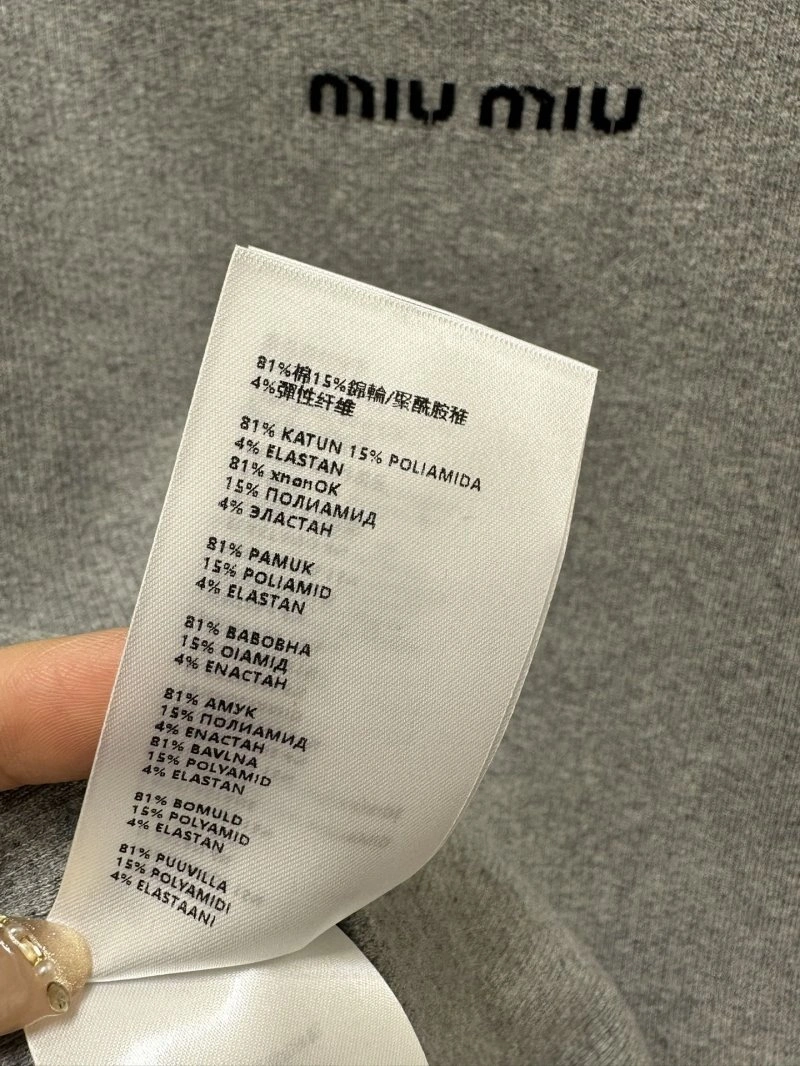 miu miu
81%棉15%錦輪/聚酰胺稚
4%彈性纤维
81% KATUN 15% POLIAMIDA
4% ELASTAN
81% xnonOK
15% ПОЛИАМИД
4% ЭЛАСТАН
81% PAMUK
15% POLIAMID
4% ELASTAN
81% BABOBHA
15% OIAMИД
4% ENACTAH
81% АМУК
15% ПОЛИАМИД
4% ENACTAH
81% BAVLNA
15% POLYAMID
4% ELASTAN
81% BOMULD
15% POLYAMID
4% ELASTAN
81% PUUVILLA
15% POLYAMIDI
4% ELASTAANI